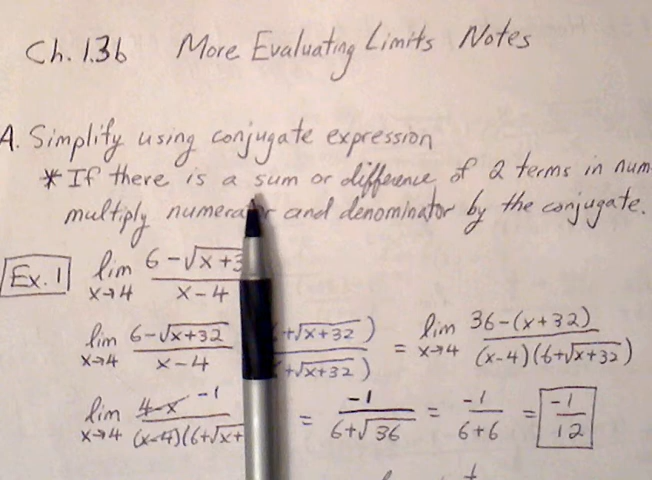 Ch. 1.3b More Evaluating Limits Notes
A. Simplify using conjugate expression
* If there is a sum or difference of 2 terms in num
multiply and denominator by the conjugate.
Ex. 1 lim x→4 6-√x+3 / x-4
lim x→4 6-√x+32 / x-4 +√x+32) / +√x+32) = lim x→4 36-(x+32) / (x-4)(6+√x+32)
lim x→4 4-x -1 / (x-4)(6+√x+ = -1 / 6+√36 = -1 / 6+6 = -1 / 12